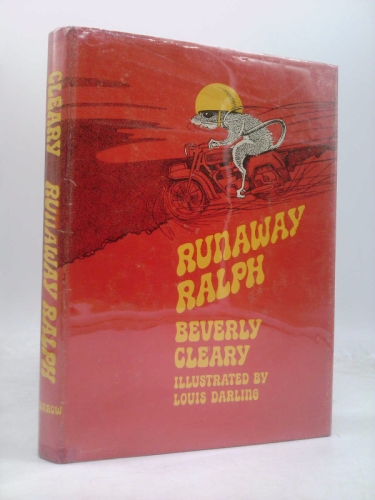 RUNAWAY
RALPH
BEVERLY
CLEARY
ILLUSTRATED BY
LOUIS DARLING
CLEARY RUNAWAY RALPH